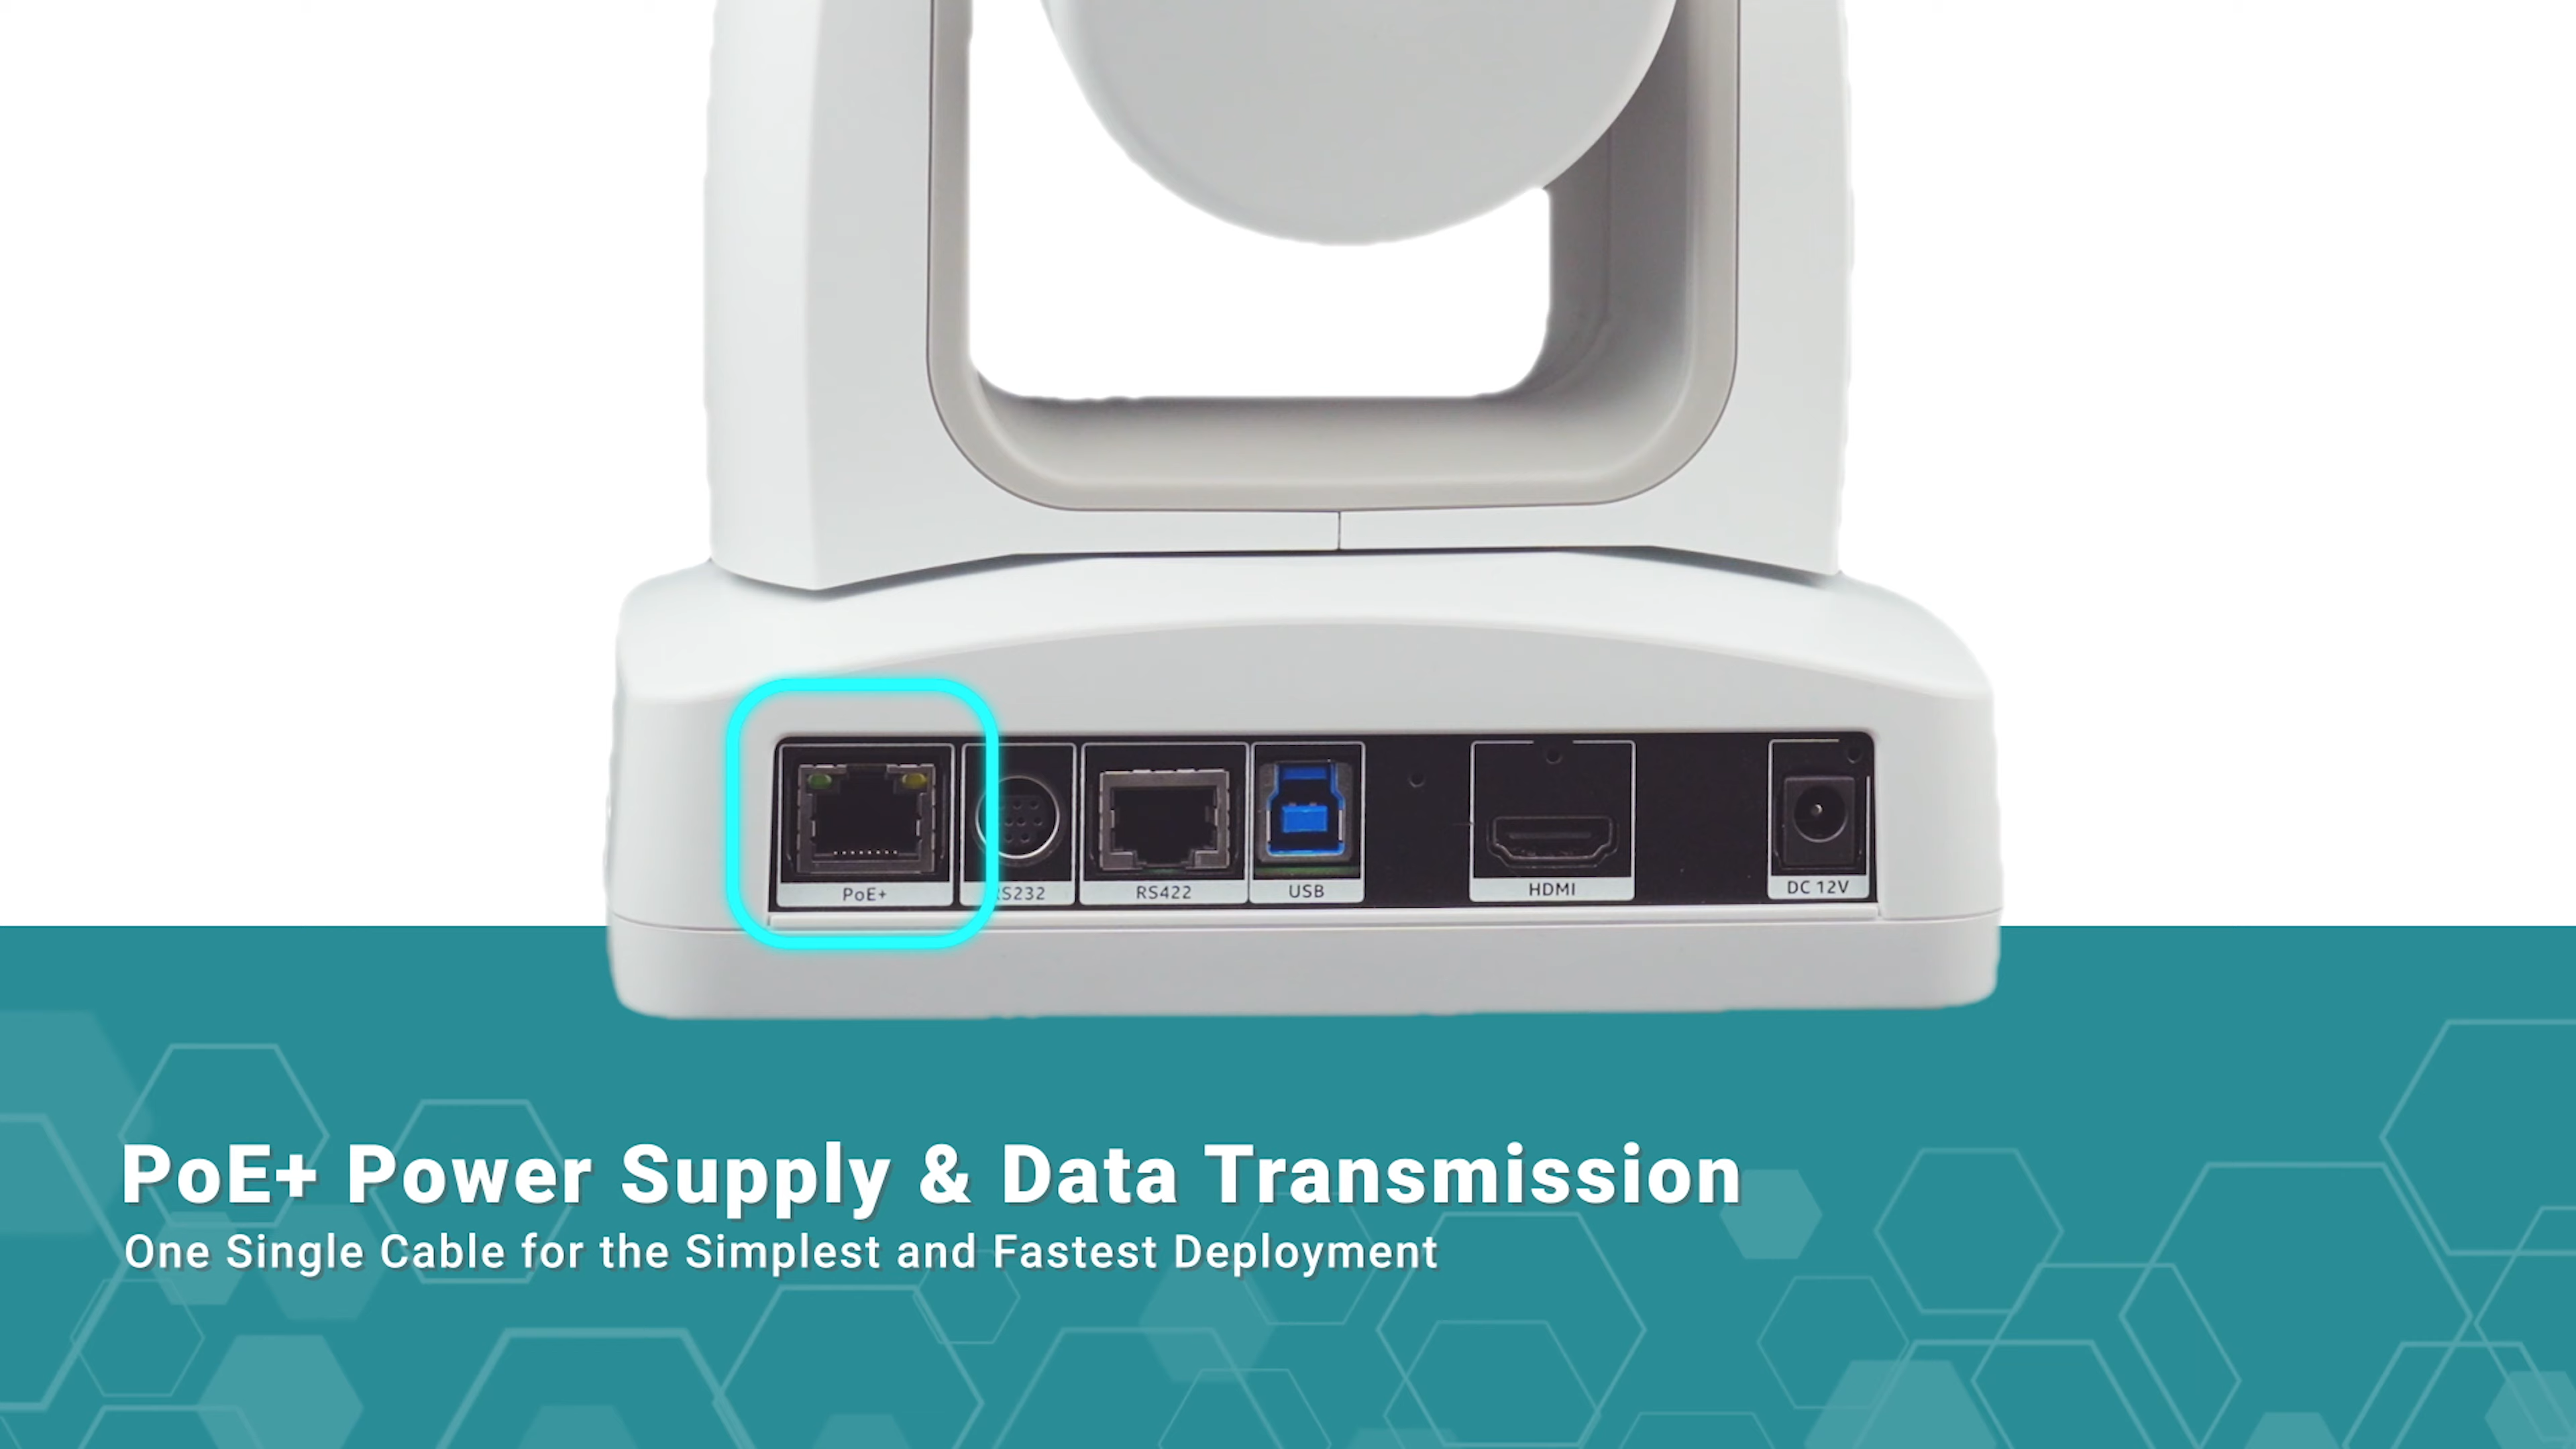 PoE+
RS232
RS422
USB
HDMI
DC 12V
PoE+ Power Supply & Data Transmission
One Single Cable for the Simplest and Fastest Deployment